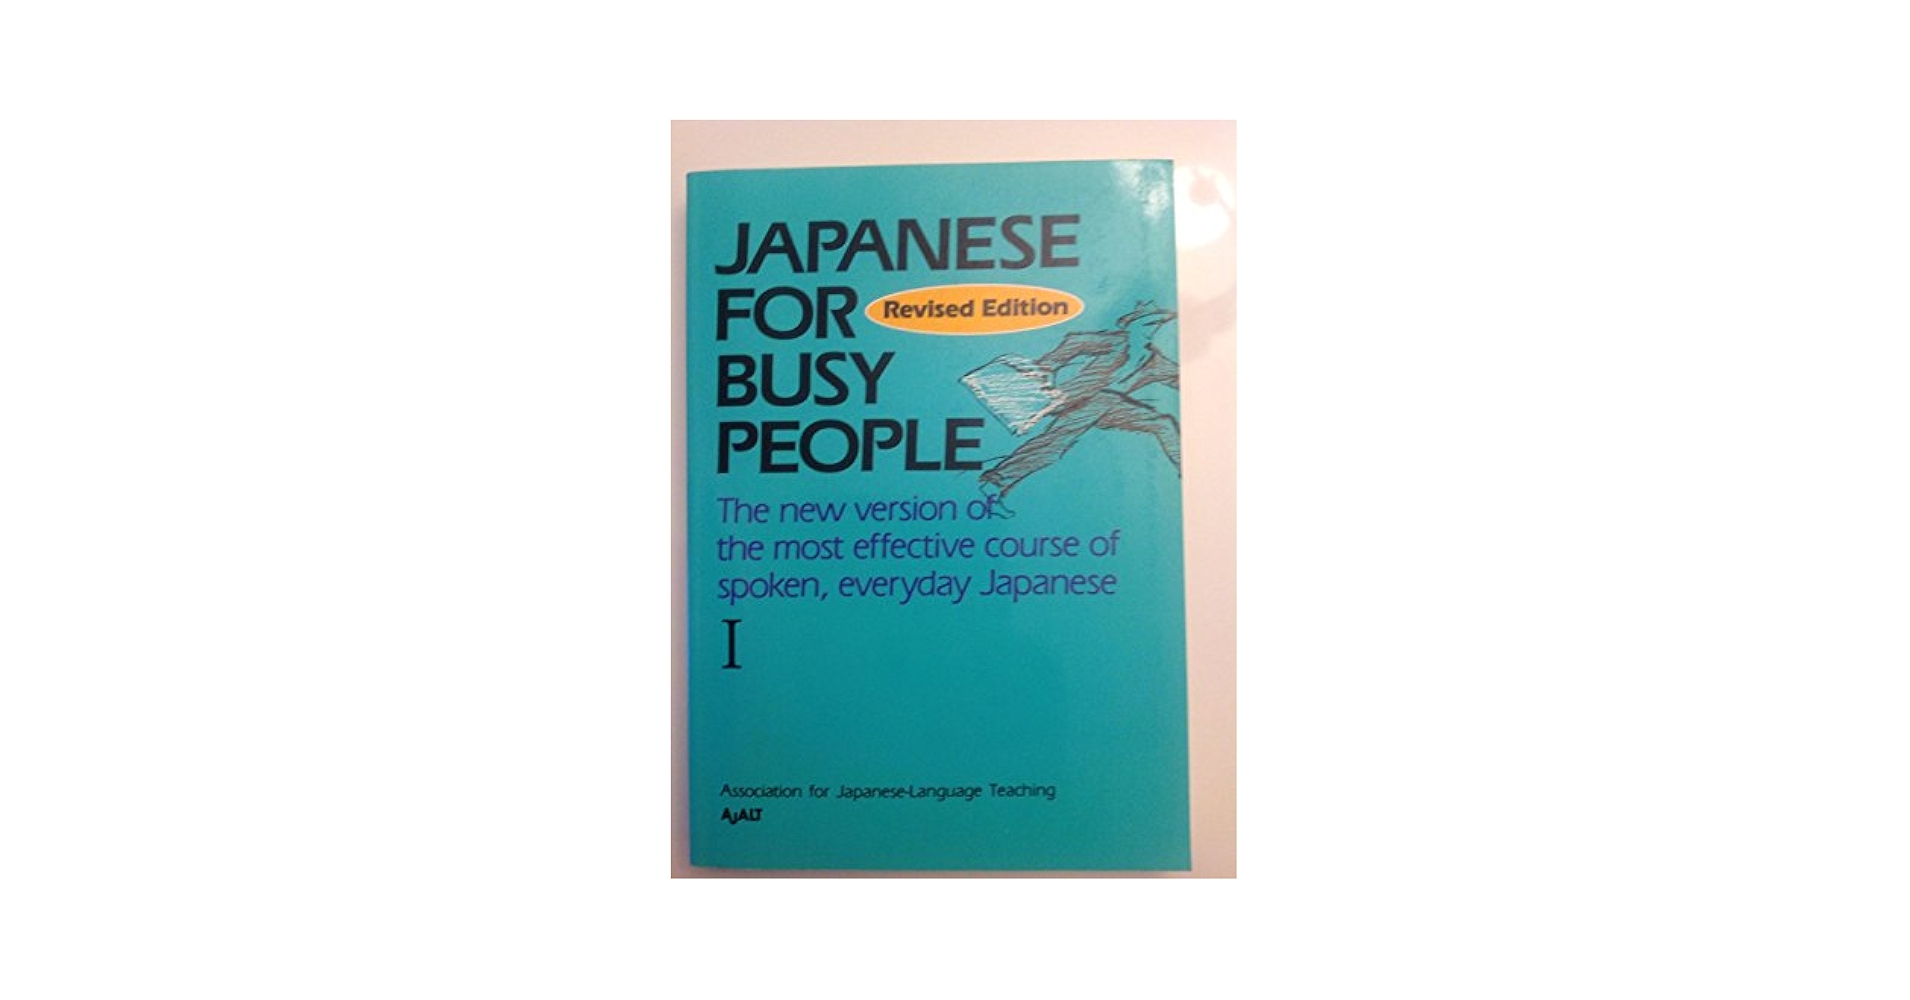 JAPANESE
FOR Revised Edition
BUSY
PEOPLE
The new version of
the most effective course of
spoken, everyday Japanese
I
Association for Japanese-Language Teaching
AJALT